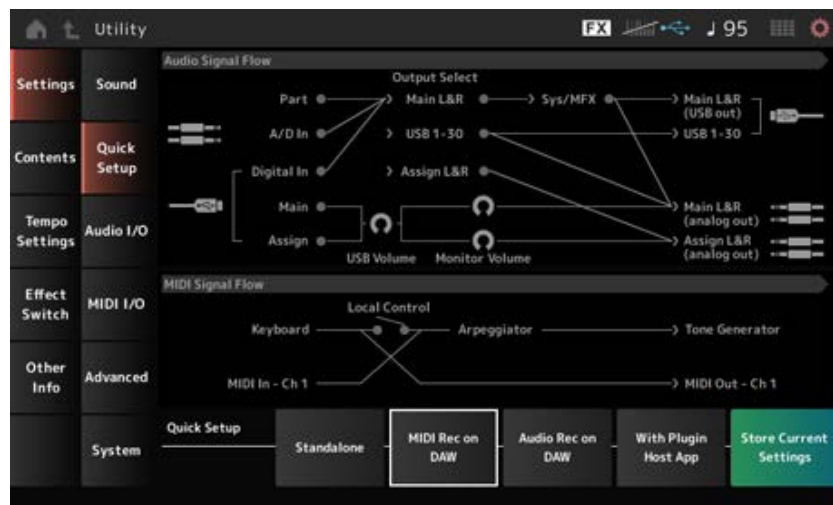 Utility
FX
♩ 95
Settings
Contents
Tempo
Settings
Effect
Switch
Other
Info
Sound
Quick
Setup
Audio I/O
MIDI I/O
Advanced
System
Audio Signal Flow
Output Select
Part
Main L&R
Sys/MFX
Main L&R
(USB out)
A/D In
USB 1-30
USB 1-30
Digital In
Assign L&R
Main
Main L&R
(analog out)
Assign
Assign L&R
(analog out)
USB Volume
Monitor Volume
MIDI Signal Flow
Local Control
Keyboard
Arpeggiator
Tone Generator
MIDI In - Ch 1
MIDI Out - Ch 1
Quick Setup
Standalone
MIDI Rec on
DAW
Audio Rec on
DAW
With Plugin
Host App
Store Current
Settings